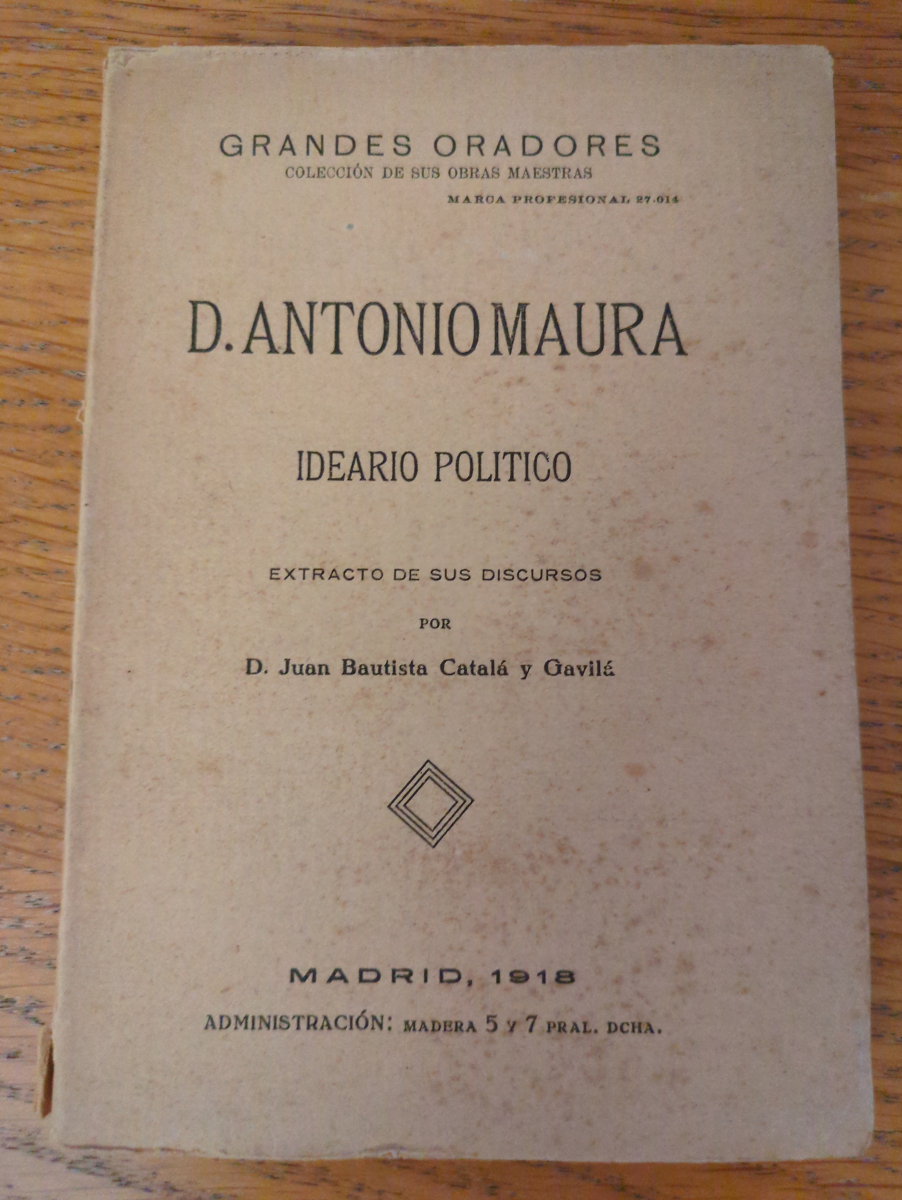 GRANDES ORADORES
COLECCIÓN DE SUS OBRAS MAESTRAS
MARCA PROFESIONAL 27.014
D. ANTONIO MAURA
IDEARIO POLITICO
EXTRACTO DE SUS DISCURSOS
POR
D. Juan Bautista Catalá y Gavilá
MADRID, 1918
ADMINISTRACIÓN: MADERA 5 Y 7 PRAL. DCHA.